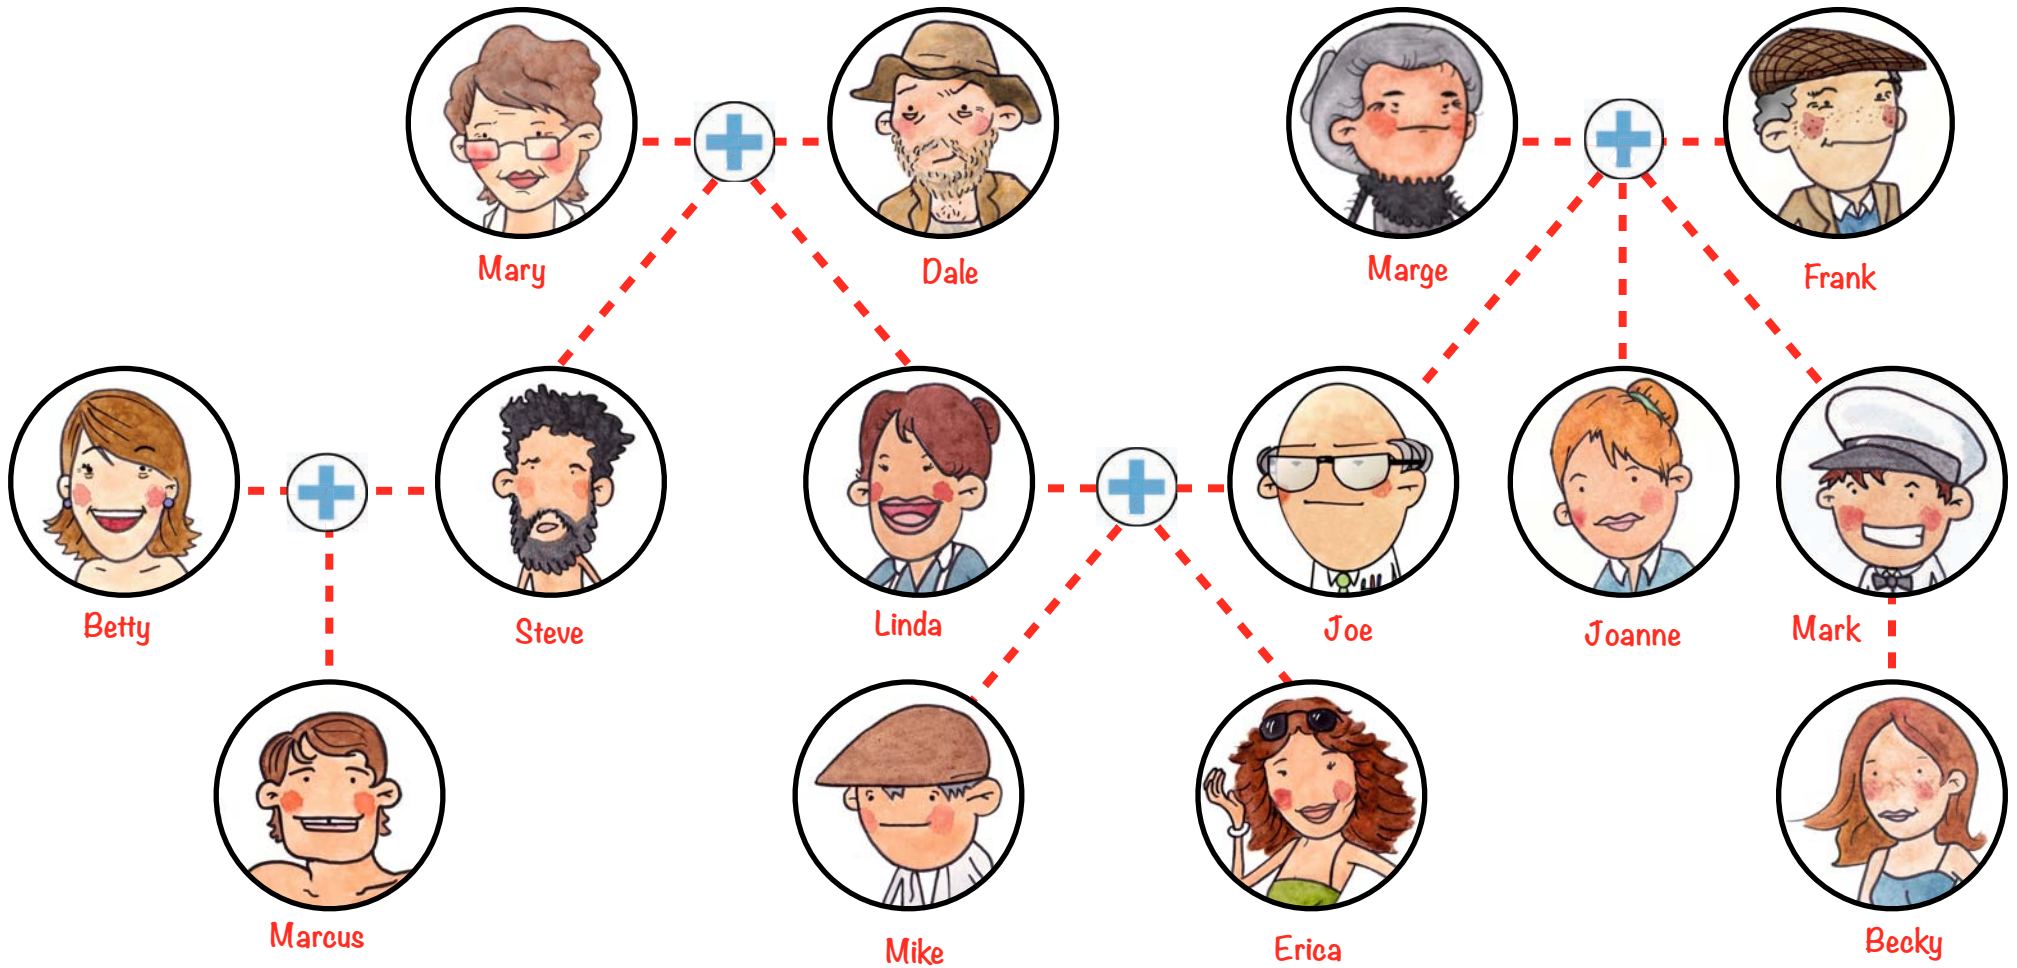 Mary
Dale
Marge
Frank
Betty
Steve
Linda
Joe
Joanne
Mark
Marcus
Mike
Erica
Becky